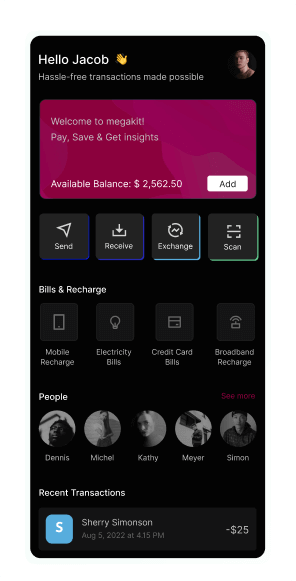 Hello Jacob 👋
Hassle-free transactions made possible
Welcome to megakit!
Pay, Save & Get insights
Available Balance: $ 2,562.50
Add
Send
Receive
Exchange
Scan
Bills & Recharge
Mobile
Recharge
Electricity
Bills
Credit Card
Bills
Broadband
Recharge
People
See more
Dennis
Michel
Kathy
Meyer
Simon
Recent Transactions
S
Sherry Simonson
Aug 5, 2022 at 4.15 PM
-$25